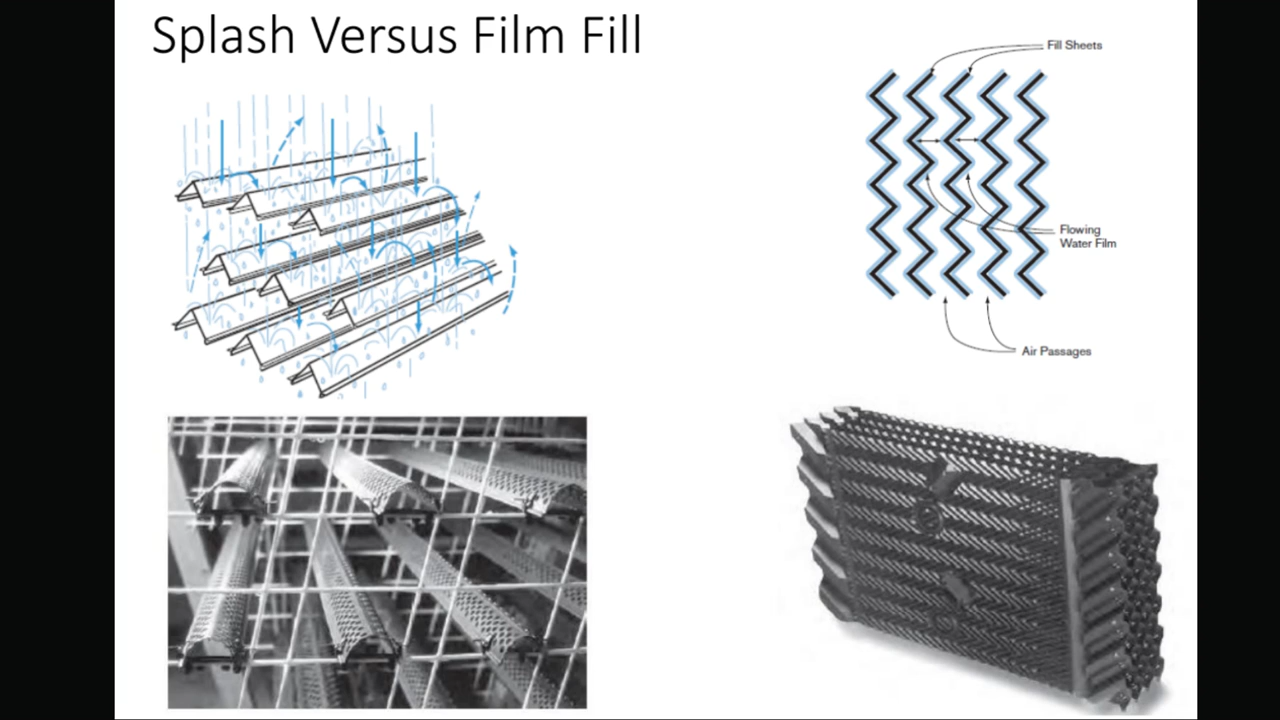 Splash Versus Film Fill
Fill Sheets
Flowing
Water Film
Air Passages